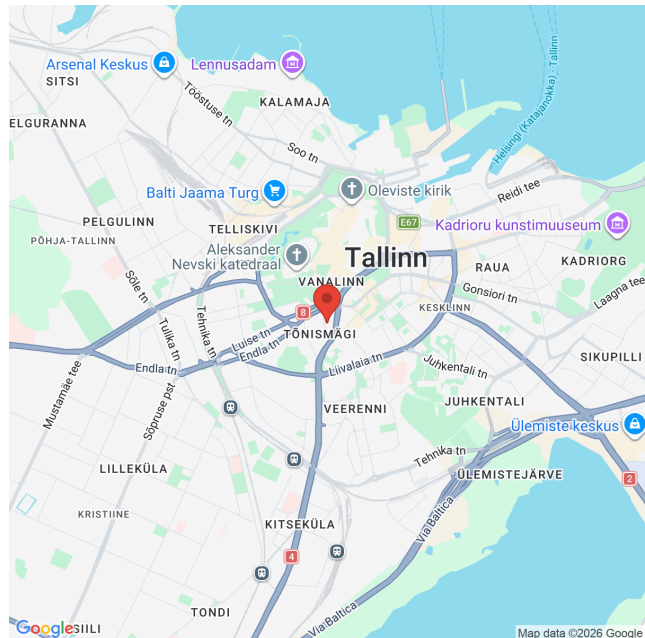 Arsenal Keskus
Lennusadam
SITSI
Tööstuse tn
KALAMAJA
ELGURANNA
Soo tn
Helsingi (Katajanokka) - Tallinn
Balti Jaama Turg
Oleviste kirik
Reidi tee
PELGULINN
TELLISKIVI
E67
Kadrioru kunstimuuseum
PÕHJA-TALLINN
Aleksander
Nevski katedraal
Tallinn
RAUA
KADRIORG
Sõle tn
VANALINN
Gonsiori tn
Laagna tee
Tulika tn
Tehnika tn
8
KESKLINN
Luise tn
TÕNISMÄGI
Endla tn
Endla tn
Liivalaia tn
Juhkentali tn
SIKUPILLI
Mustamäe tee
Sõpruse pst
VEERENNI
JUHKENTALI
Ülemiste keskus
Tehnika tn
LILLEKÜLA
ÜLEMISTEJÄRVE
2
KRISTIINE
KITSEKÜLA
Via Baltica
4
TONDI
Via Baltica
Google
SIILI
Map data ©2026 Google